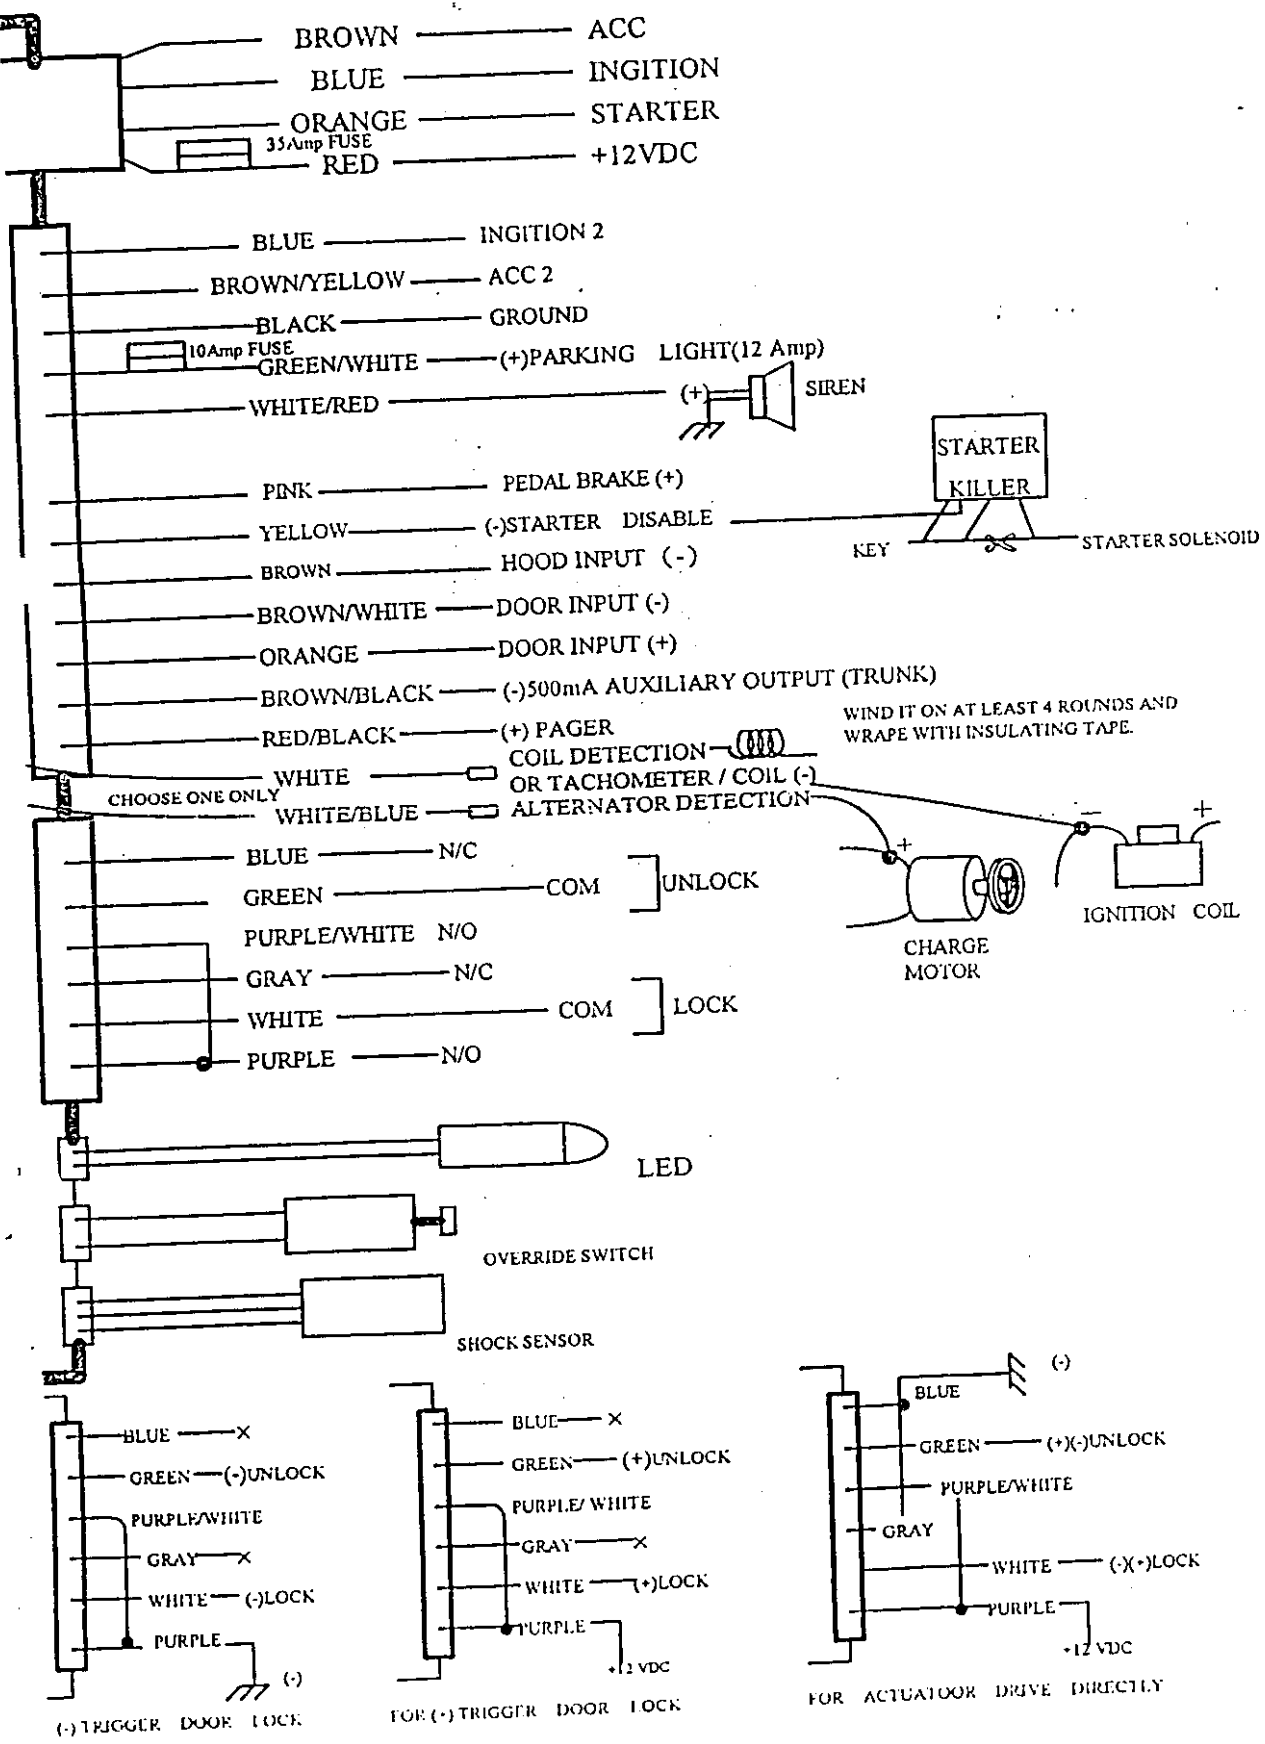 BROWN ACC
BLUE INGITION
ORANGE STARTER
35Amp FUSE
RED +12VDC
BLUE INGITION 2
BROWN/YELLOW ACC 2
BLACK GROUND
10Amp FUSE
GREEN/WHITE (+)PARKING LIGHT(12 Amp)
WHITE/RED (+) SIREN
STARTER
KILLER
PINK PEDAL BRAKE (+)
YELLOW (-)STARTER DISABLE
KEY STARTER SOLENOID
BROWN HOOD INPUT (-)
BROWN/WHITE DOOR INPUT (-)
ORANGE DOOR INPUT (+)
BROWN/BLACK (-)500mA AUXILIARY OUTPUT (TRUNK)
RED/BLACK (+) PAGER
WIND IT ON AT LEAST 4 ROUNDS AND
WRAPE WITH INSULATING TAPE.
COIL DETECTION
WHITE OR TACHOMETER / COIL (-)
CHOOSE ONE ONLY
WHITE/BLUE ALTERNATOR DETECTION
+
− +
IGNITION COIL
CHARGE
MOTOR
BLUE N/C
GREEN COM UNLOCK
PURPLE/WHITE N/O
GRAY N/C
WHITE COM LOCK
PURPLE N/O
LED
OVERRIDE SWITCH
SHOCK SENSOR
BLUE ×
GREEN (-)UNLOCK
PURPLE/WHITE
GRAY ×
WHITE (-)LOCK
PURPLE
(-)
(-) TRIGGER DOOR LOCK
BLUE ×
GREEN (+)UNLOCK
PURPLE/ WHITE
GRAY ×
WHITE (+)LOCK
PURPLE
+12 VDC
FOR (+) TRIGGER DOOR LOCK
(-)
BLUE
GREEN (+)(-)UNLOCK
PURPLE/WHITE
GRAY
WHITE (-)(+)LOCK
PURPLE
+12 VDC
FOR ACTUATOOR DRIVE DIRECTLY